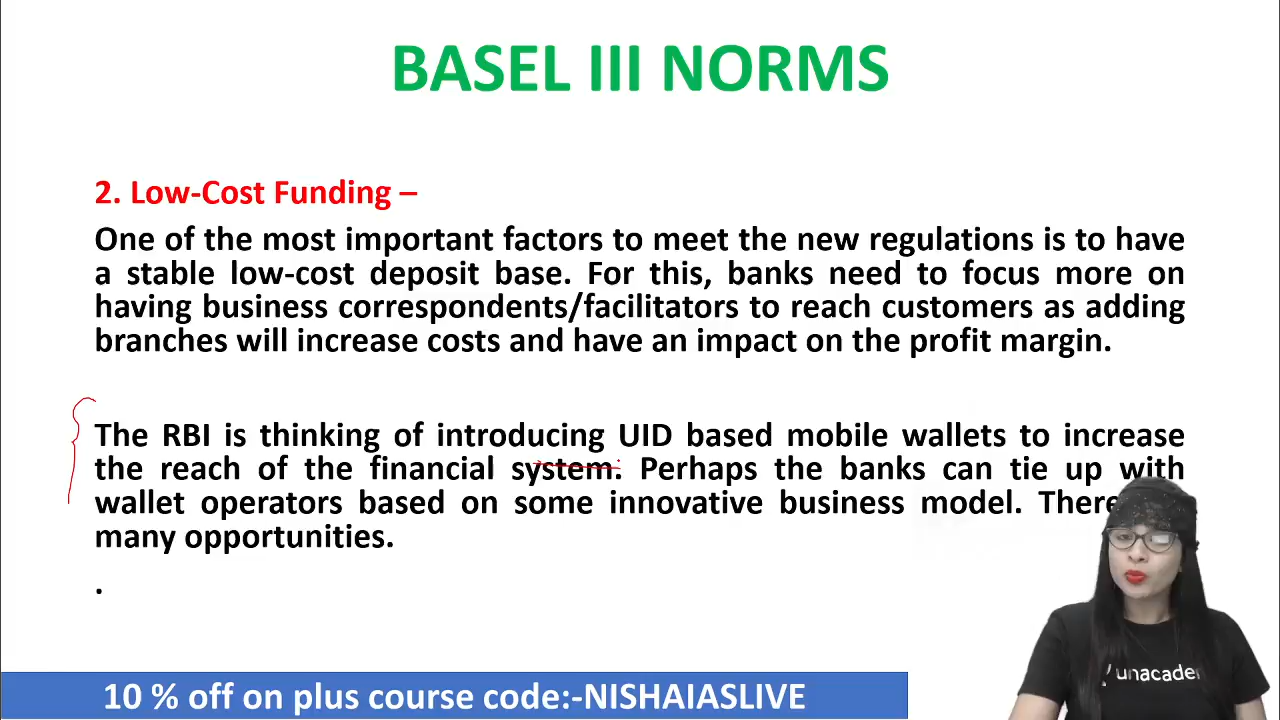 BASEL III NORMS
2. Low-Cost Funding –
One of the most important factors to meet the new regulations is to have
a stable low-cost deposit base. For this, banks need to focus more on
having business correspondents/facilitators to reach customers as adding
branches will increase costs and have an impact on the profit margin.
The RBI is thinking of introducing UID based mobile wallets to increase
the reach of the financial system. Perhaps the banks can tie up with
wallet operators based on some innovative business model. There
many opportunities.
.
unacade
10 % off on plus course code:-NISHAIASLIVE